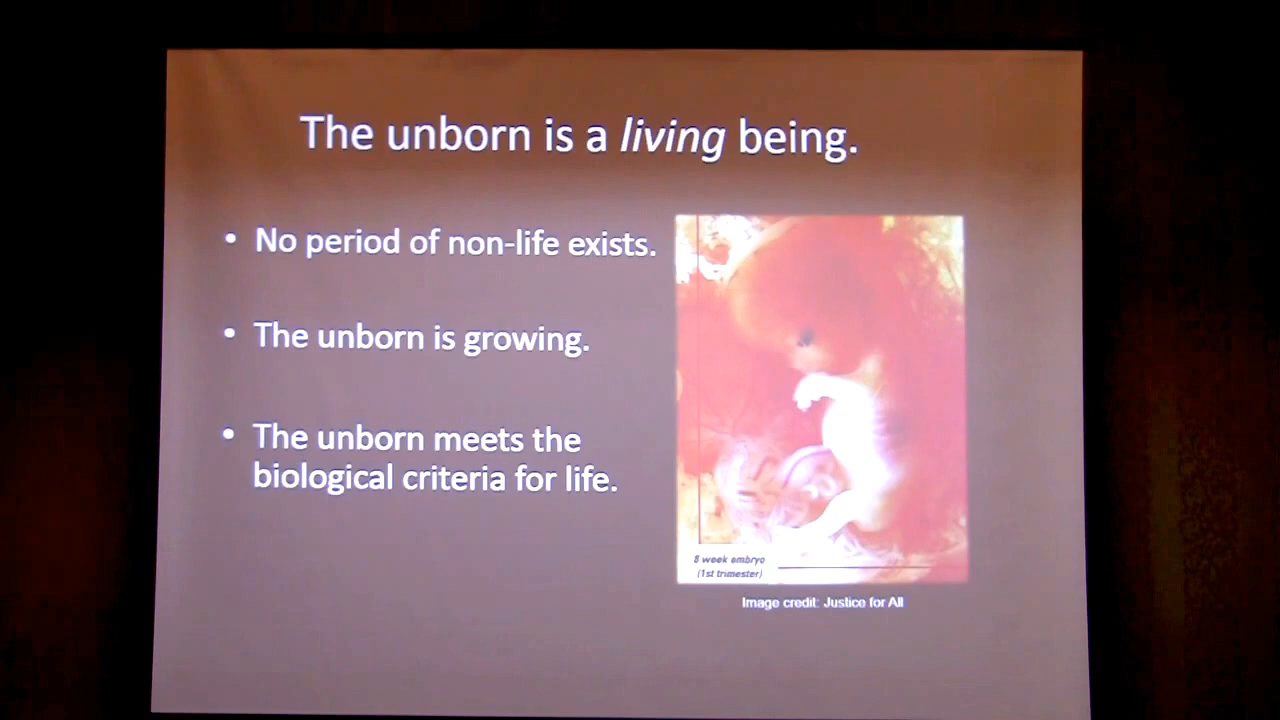 The unborn is a living being.
• No period of non-life exists.
• The unborn is growing.
• The unborn meets the
biological criteria for life.
8 week embryo
(1st trimester)
Image credit: Justice for All